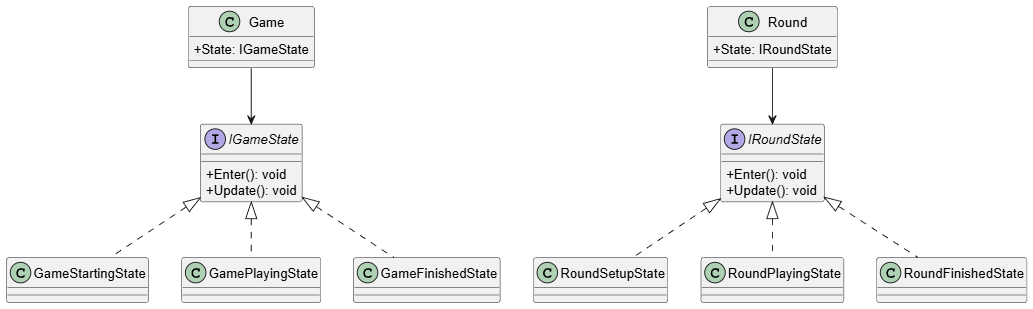 C Game
+State: IGameState
I IGameState
+Enter(): void
+Update(): void
C GameStartingState
C GamePlayingState
C GameFinishedState
C Round
+State: IRoundState
I IRoundState
+Enter(): void
+Update(): void
C RoundSetupState
C RoundPlayingState
C RoundFinishedState